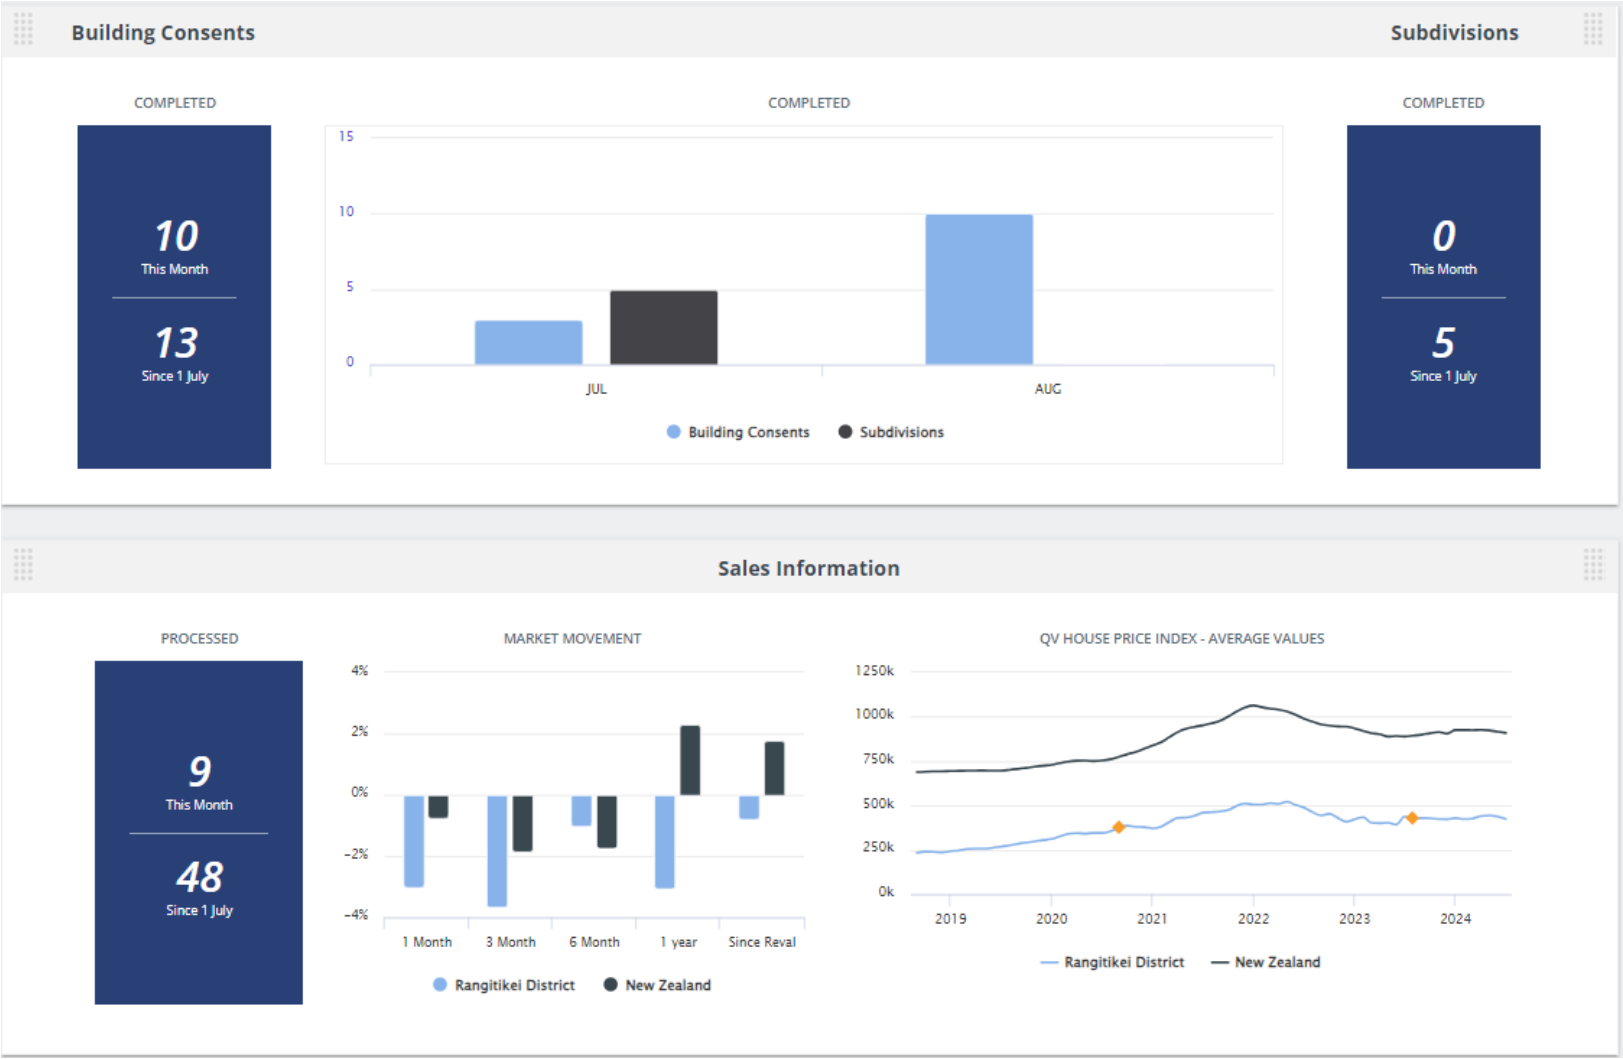 Building Consents
Subdivisions
COMPLETED
10
This Month
13
Since 1 July
COMPLETED
15
10
5
0
JUL
AUG
Building Consents
Subdivisions
COMPLETED
0
This Month
5
Since 1 July
Sales Information
PROCESSED
9
This Month
48
Since 1 July
MARKET MOVEMENT
4%
2%
0%
-2%
-4%
1 Month
3 Month
6 Month
1 year
Since Reval
Rangitikei District
New Zealand
QV HOUSE PRICE INDEX - AVERAGE VALUES
1250k
1000k
750k
500k
250k
0k
2019
2020
2021
2022
2023
2024
Rangitikei District
New Zealand